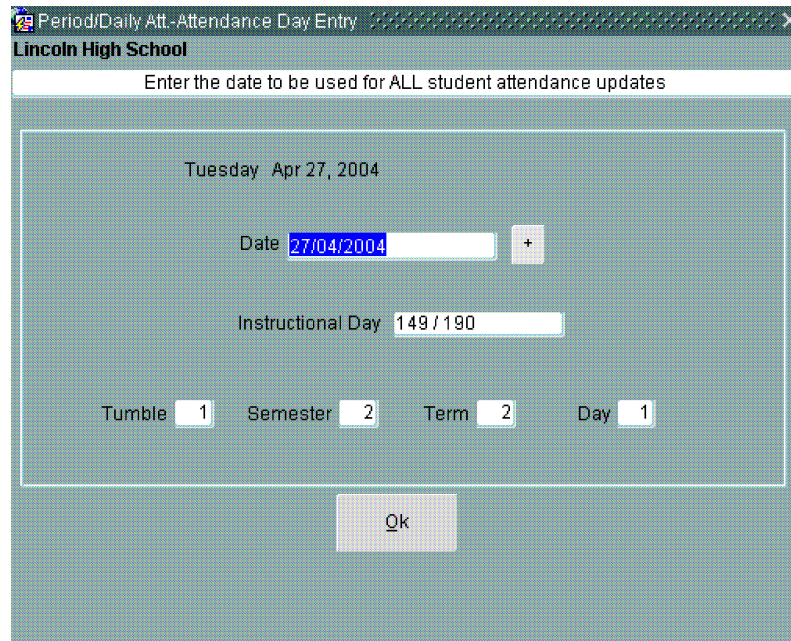 Period/Daily Att.-Attendance Day Entry
Lincoln High School
Enter the date to be used for ALL student attendance updates
Tuesday Apr 27, 2004
Date 27/04/2004 +
Instructional Day 149 / 190
Tumble 1 Semester 2 Term 2 Day 1
Ok